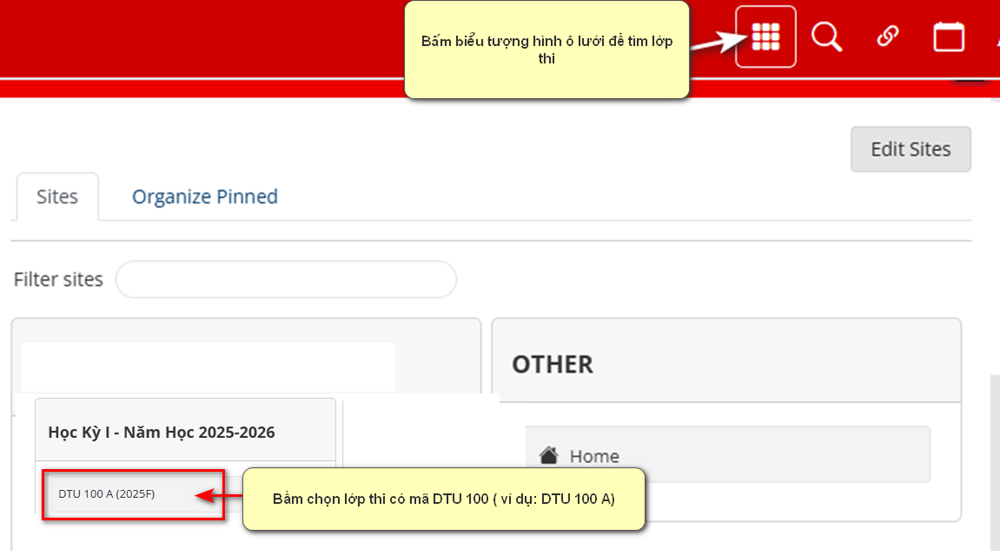 Bấm biểu tượng hình ô lưới để tìm lớp
thi
Edit Sites
Sites
Organize Pinned
Filter sites
OTHER
Học Kỳ I - Năm Học 2025-2026
Home
DTU 100 A (2025F)
Bấm chọn lớp thi có mã DTU 100 ( ví dụ: DTU 100 A)